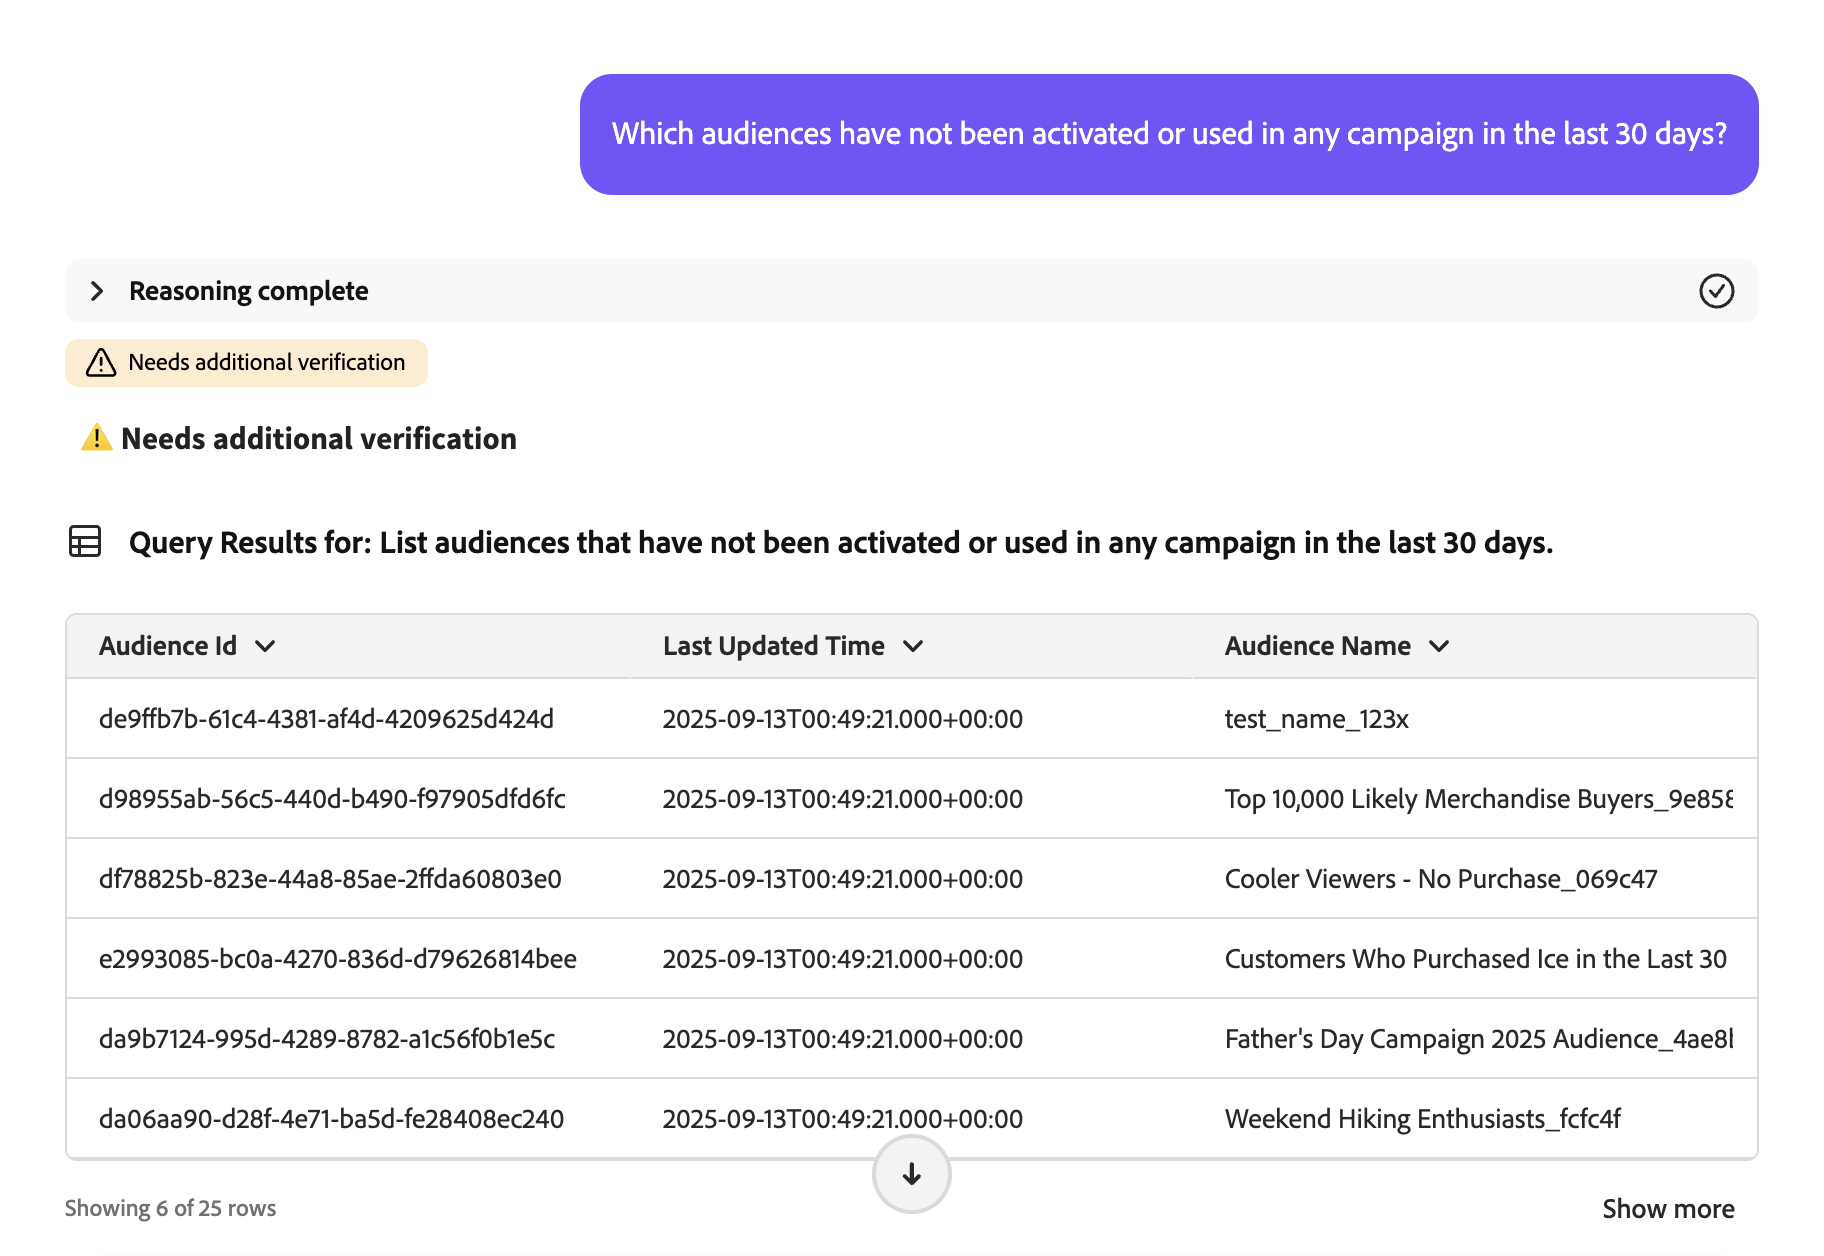 Which audiences have not been activated or used in any campaign in the last 30 days?
Reasoning complete
Needs additional verification
⚠️ Needs additional verification
Query Results for: List audiences that have not been activated or used in any campaign in the last 30 days.
Audience Id Last Updated Time Audience Name
de9ffb7b-61c4-4381-af4d-4209625d424d 2025-09-13T00:49:21.000+00:00 test_name_123x
d98955ab-56c5-440d-b490-f97905dfd6fc 2025-09-13T00:49:21.000+00:00 Top 10,000 Likely Merchandise Buyers_9e858
df78825b-823e-44a8-85ae-2ffda60803e0 2025-09-13T00:49:21.000+00:00 Cooler Viewers - No Purchase_069c47
e2993085-bc0a-4270-836d-d79626814bee 2025-09-13T00:49:21.000+00:00 Customers Who Purchased Ice in the Last 30
da9b7124-995d-4289-8782-a1c56f0b1e5c 2025-09-13T00:49:21.000+00:00 Father's Day Campaign 2025 Audience_4ae8
da06aa90-d28f-4e71-ba5d-fe28408ec240 2025-09-13T00:49:21.000+00:00 Weekend Hiking Enthusiasts_fcfc4f
Showing 6 of 25 rows Show more